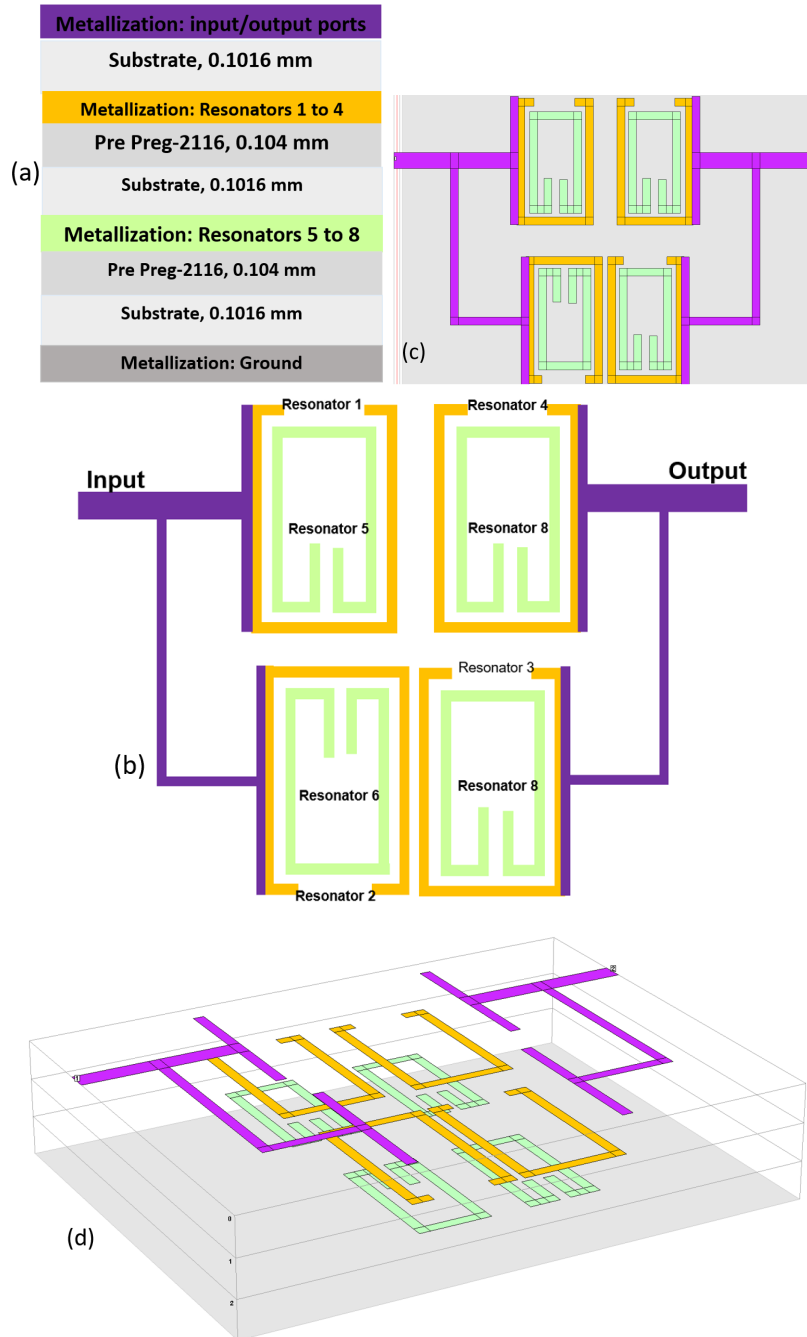 Metallization: input/output ports
Substrate, 0.1016 mm
Metallization: Resonators 1 to 4
Pre Preg-2116, 0.104 mm
(a)
Substrate, 0.1016 mm
Metallization: Resonators 5 to 8
Pre Preg-2116, 0.104 mm
Substrate, 0.1016 mm
Metallization: Ground
(c)
Resonator 1
Resonator 4
Input
Output
Resonator 5
Resonator 8
Resonator 3
(b)
Resonator 6
Resonator 8
Resonator 2
0
1
2
(d)